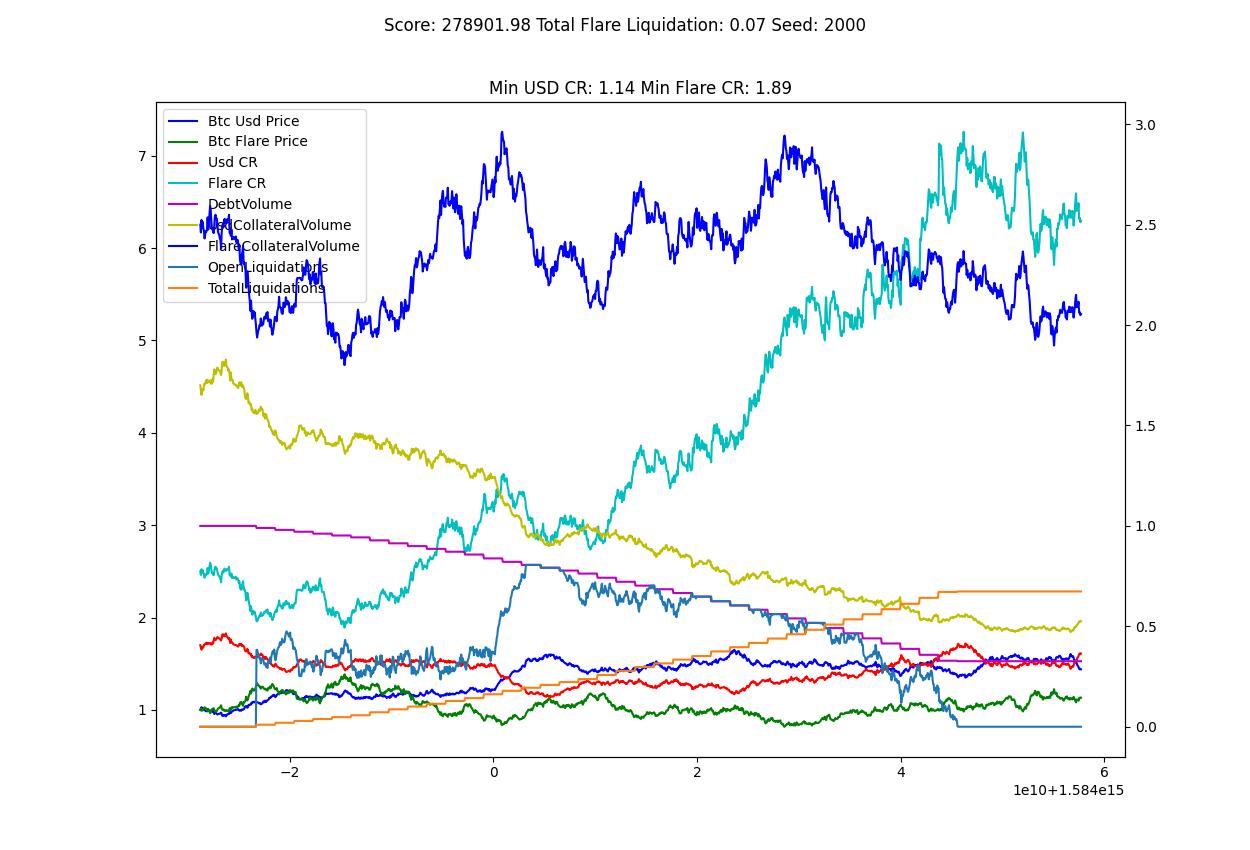 Score: 278901.98 Total Flare Liquidation: 0.07 Seed: 2000
Min USD CR: 1.14 Min Flare CR: 1.89
Btc Usd Price
Btc Flare Price
Usd CR
Flare CR
DebtVolume
UsdCollateralVolume
FlareCollateralVolume
OpenLiquidations
TotalLiquidations
7
6
5
4
3
2
1
3.0
2.5
2.0
1.5
1.0
0.5
0.0
−2
0
2
4
6
1e10+1.584e15